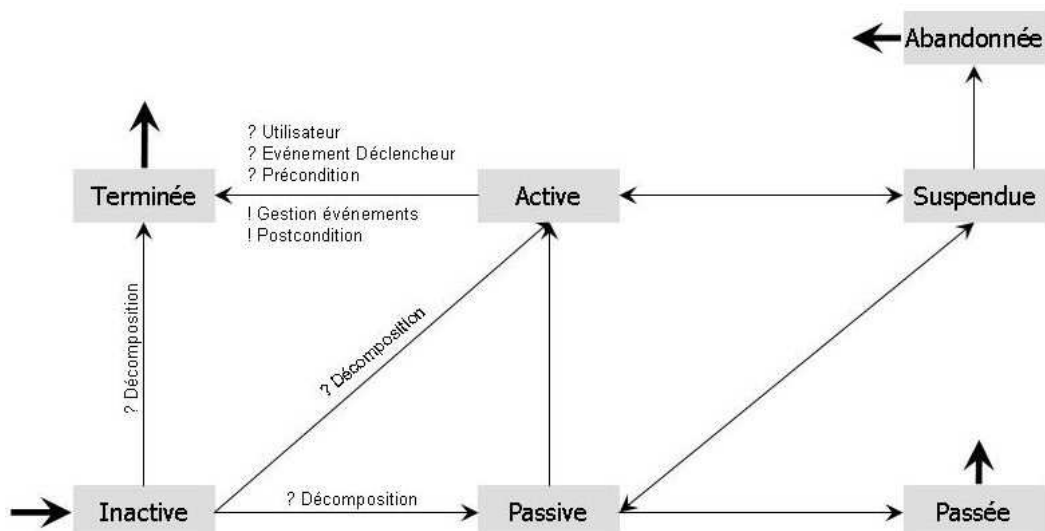 Abandonnée
? Utilisateur
? Evénement Déclencheur
? Précondition
Terminée
Active
Suspendue
! Gestion événements
! Postcondition
? Décomposition
? Décomposition
? Décomposition
Inactive
Passive
Passée